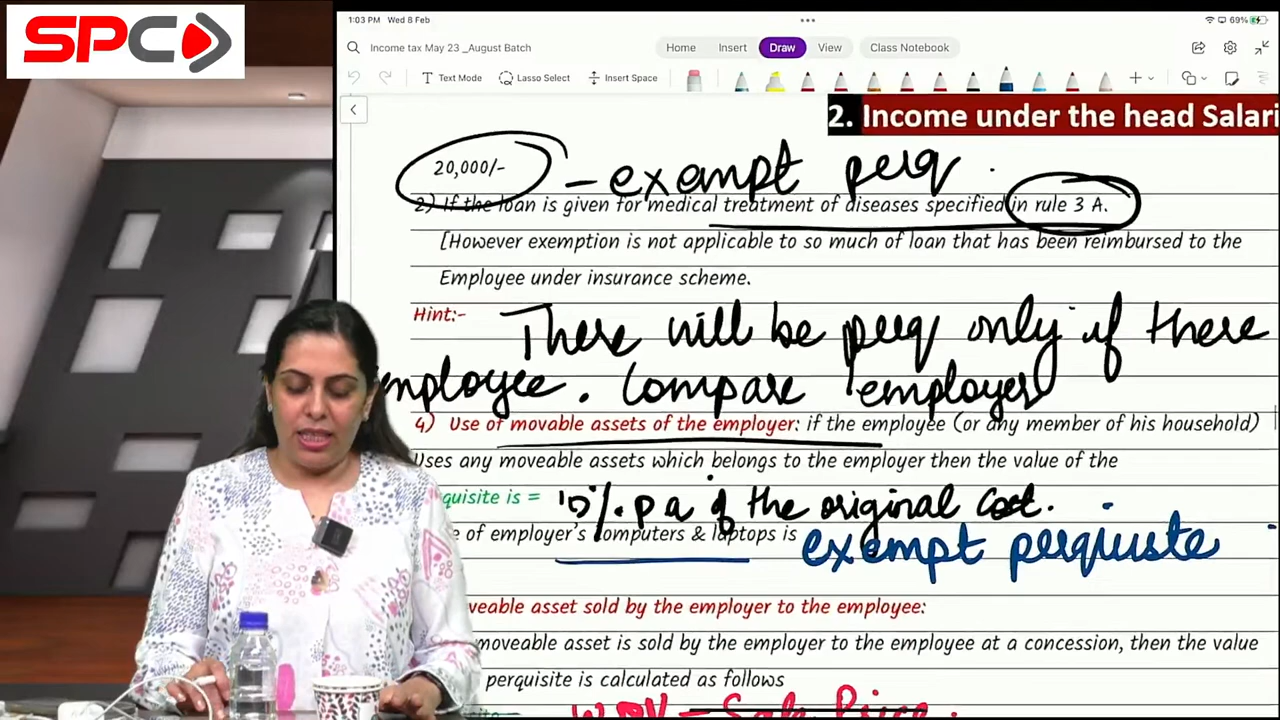 SPC
1:03 PM Wed 8 Feb
69%
Income tax May 23 _August Batch
Home Insert Draw View Class Notebook
Text Mode Lasso Select Insert Space
2. Income under the head Salari
20,000/- – exempt perq.
2) If the loan is given for medical treatment of diseases specified in rule 3 A.
[However exemption is not applicable to so much of loan that has been reimbursed to the
Employee under insurance scheme.
Hint:- There will be perq only if there
mployee. Compare employer
4) Use of movable assets of the employer: if the employee (or any member of his household)
Uses any moveable assets which belongs to the employer then the value of the
quisite is = 10% p a of the original cost.
e of employer's computers & laptops is exempt perquiste
veable asset sold by the employer to the employee:
moveable asset is sold by the employer to the employee at a concession, then the value
perquisite is calculated as follows
WDV – Sale Price.